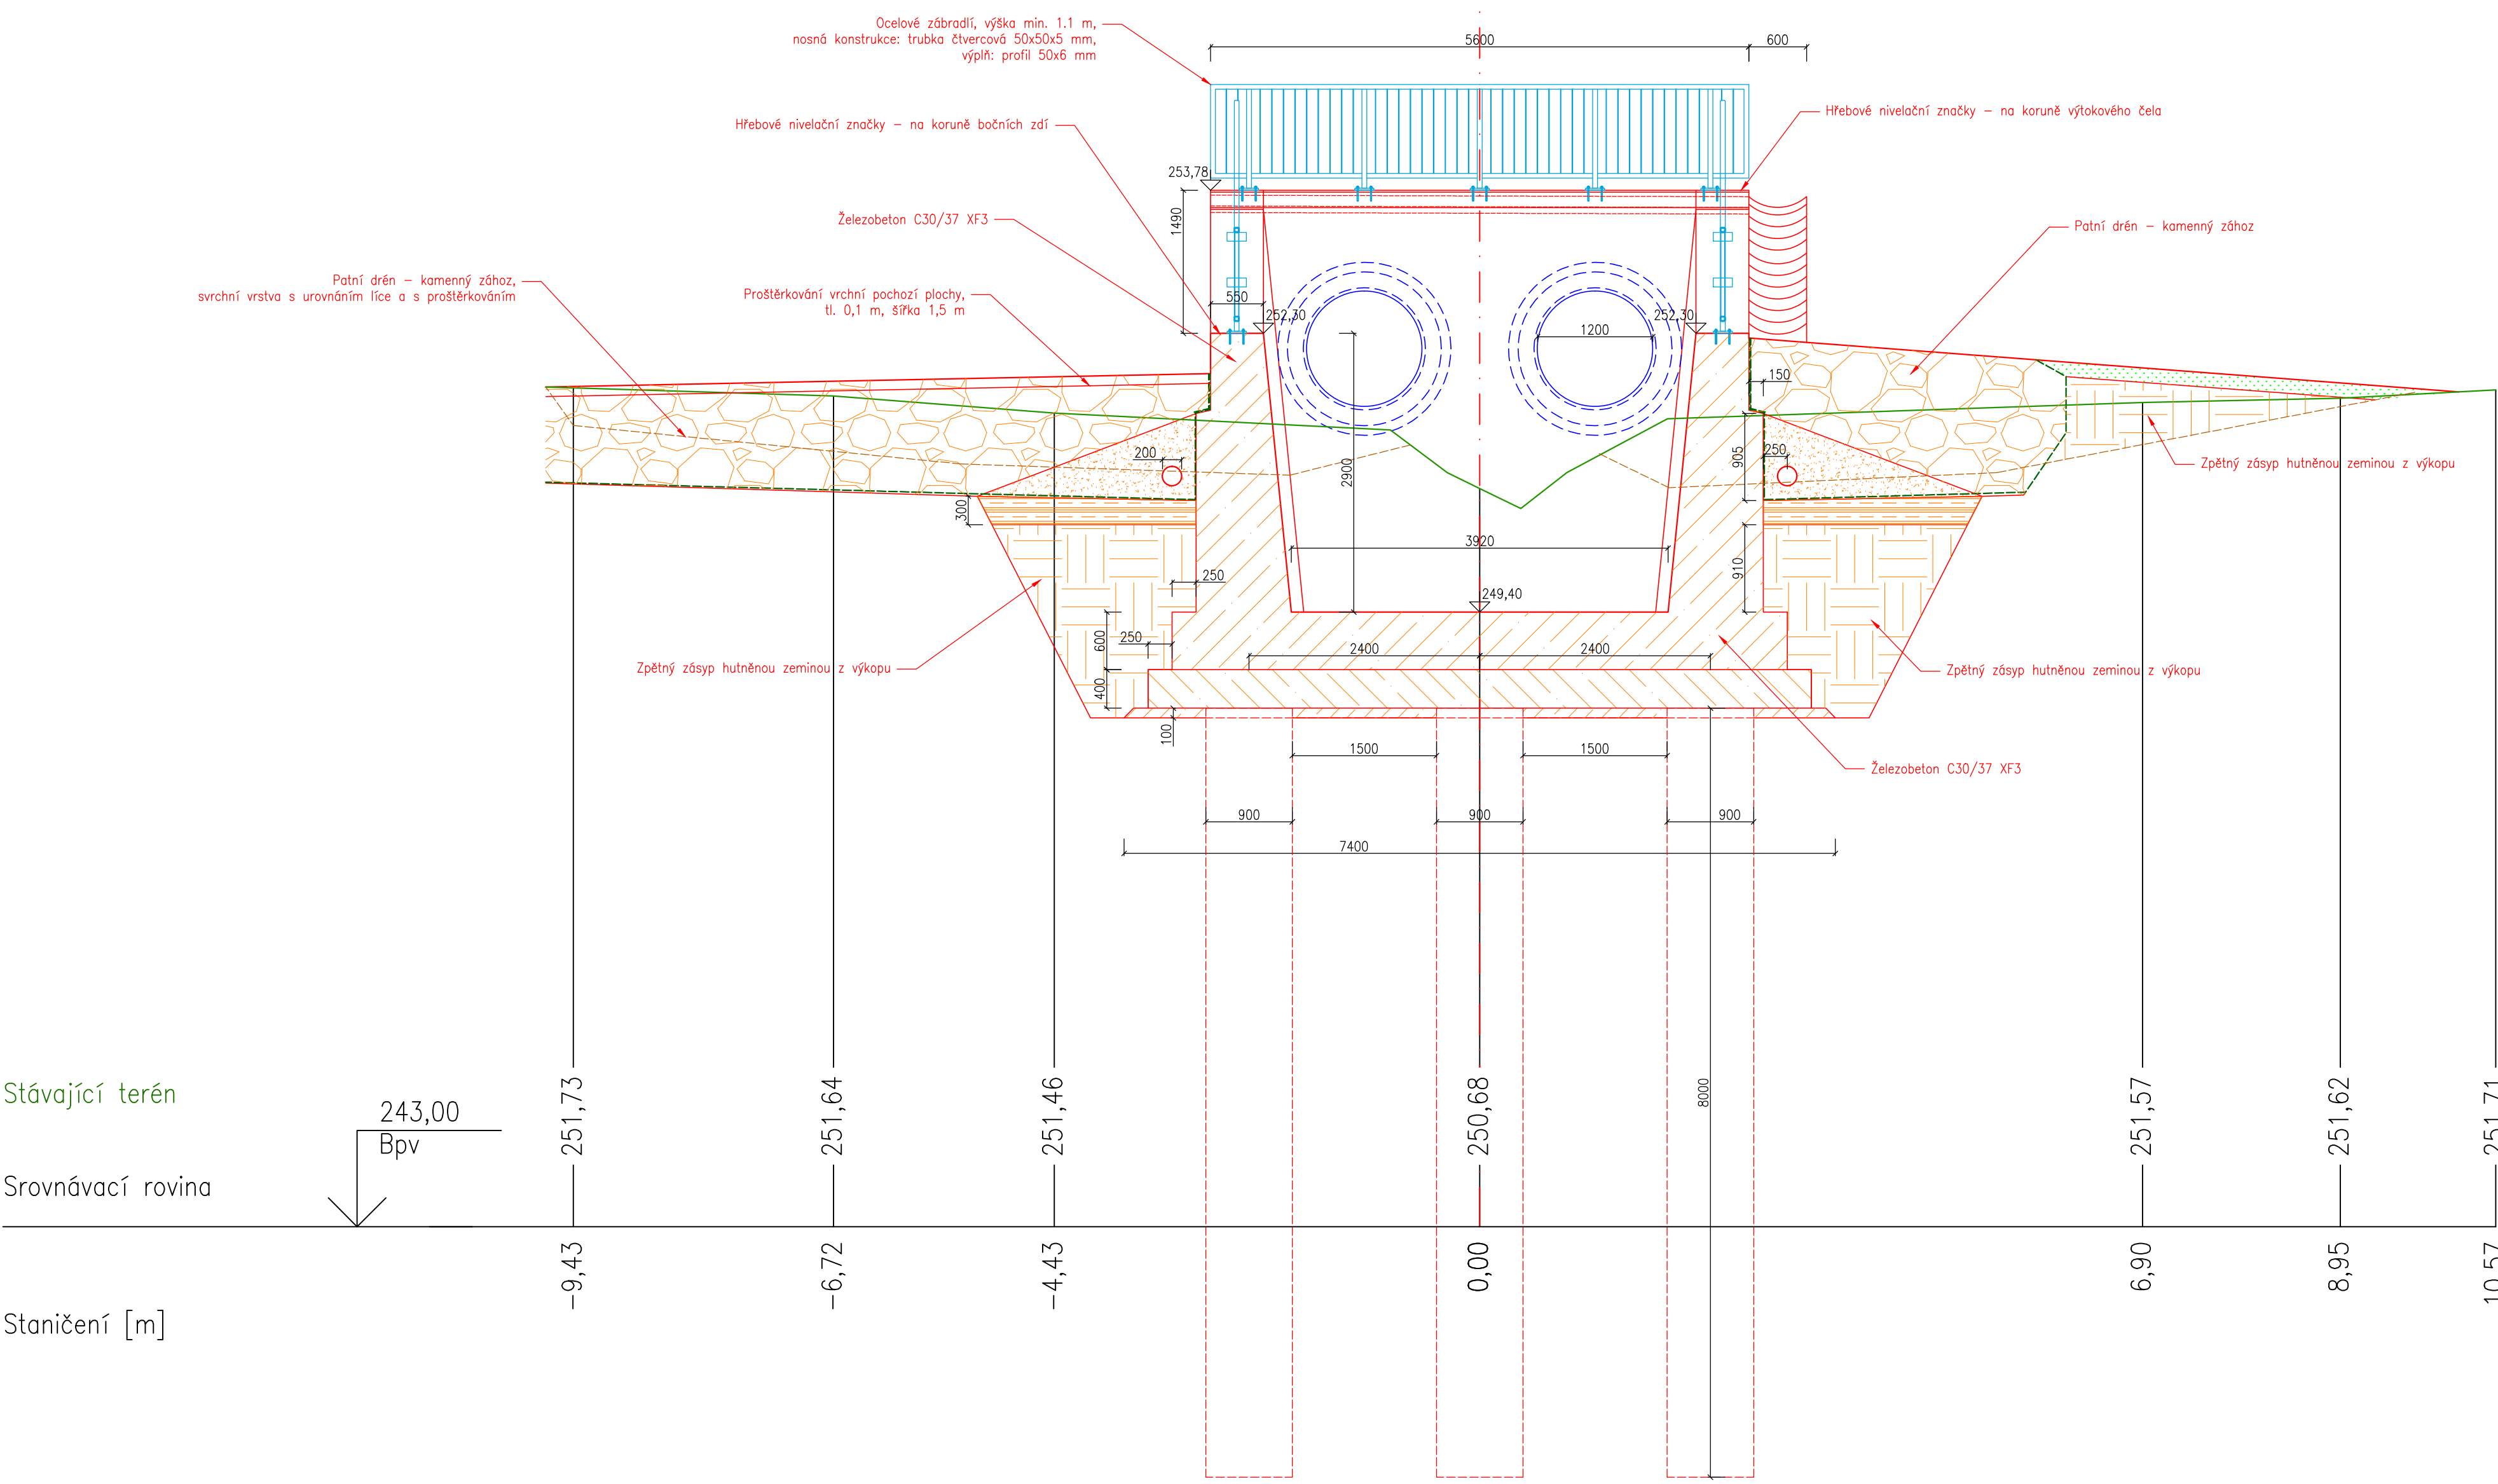 Ocelové zábradlí, výška min. 1.1 m,
nosná konstrukce: trubka čtvercová 50x50x5 mm,
výplň: profil 50x6 mm
5600
600
Hřebové nivelační značky – na koruně výtokového čela
Hřebové nivelační značky – na koruně bočních zdí
253,78
1490
Železobeton C30/37 XF3
Patní drén – kamenný zához
Patní drén – kamenný zához,
svrchní vrstva s urovnáním líce a s proštěrkováním
Proštěrkování vrchní pochozí plochy,
tl. 0,1 m, šířka 1,5 m
550
252,30
252,30
1200
150
200
2900
905
250
Zpětný zásyp hutněnou zeminou z výkopu
300
3920
250
910
249,40
600
250
2400
2400
Zpětný zásyp hutněnou zeminou z výkopu
Zpětný zásyp hutněnou zeminou z výkopu
400
100
1500
1500
Železobeton C30/37 XF3
900
900
900
7400
8000
Stávající terén
243,00
Bpv
251,73
251,64
251,46
250,68
251,57
251,62
251,71
Srovnávací rovina
–9,43
–6,72
–4,43
0,00
6,90
8,95
10,57
Staničení [m]